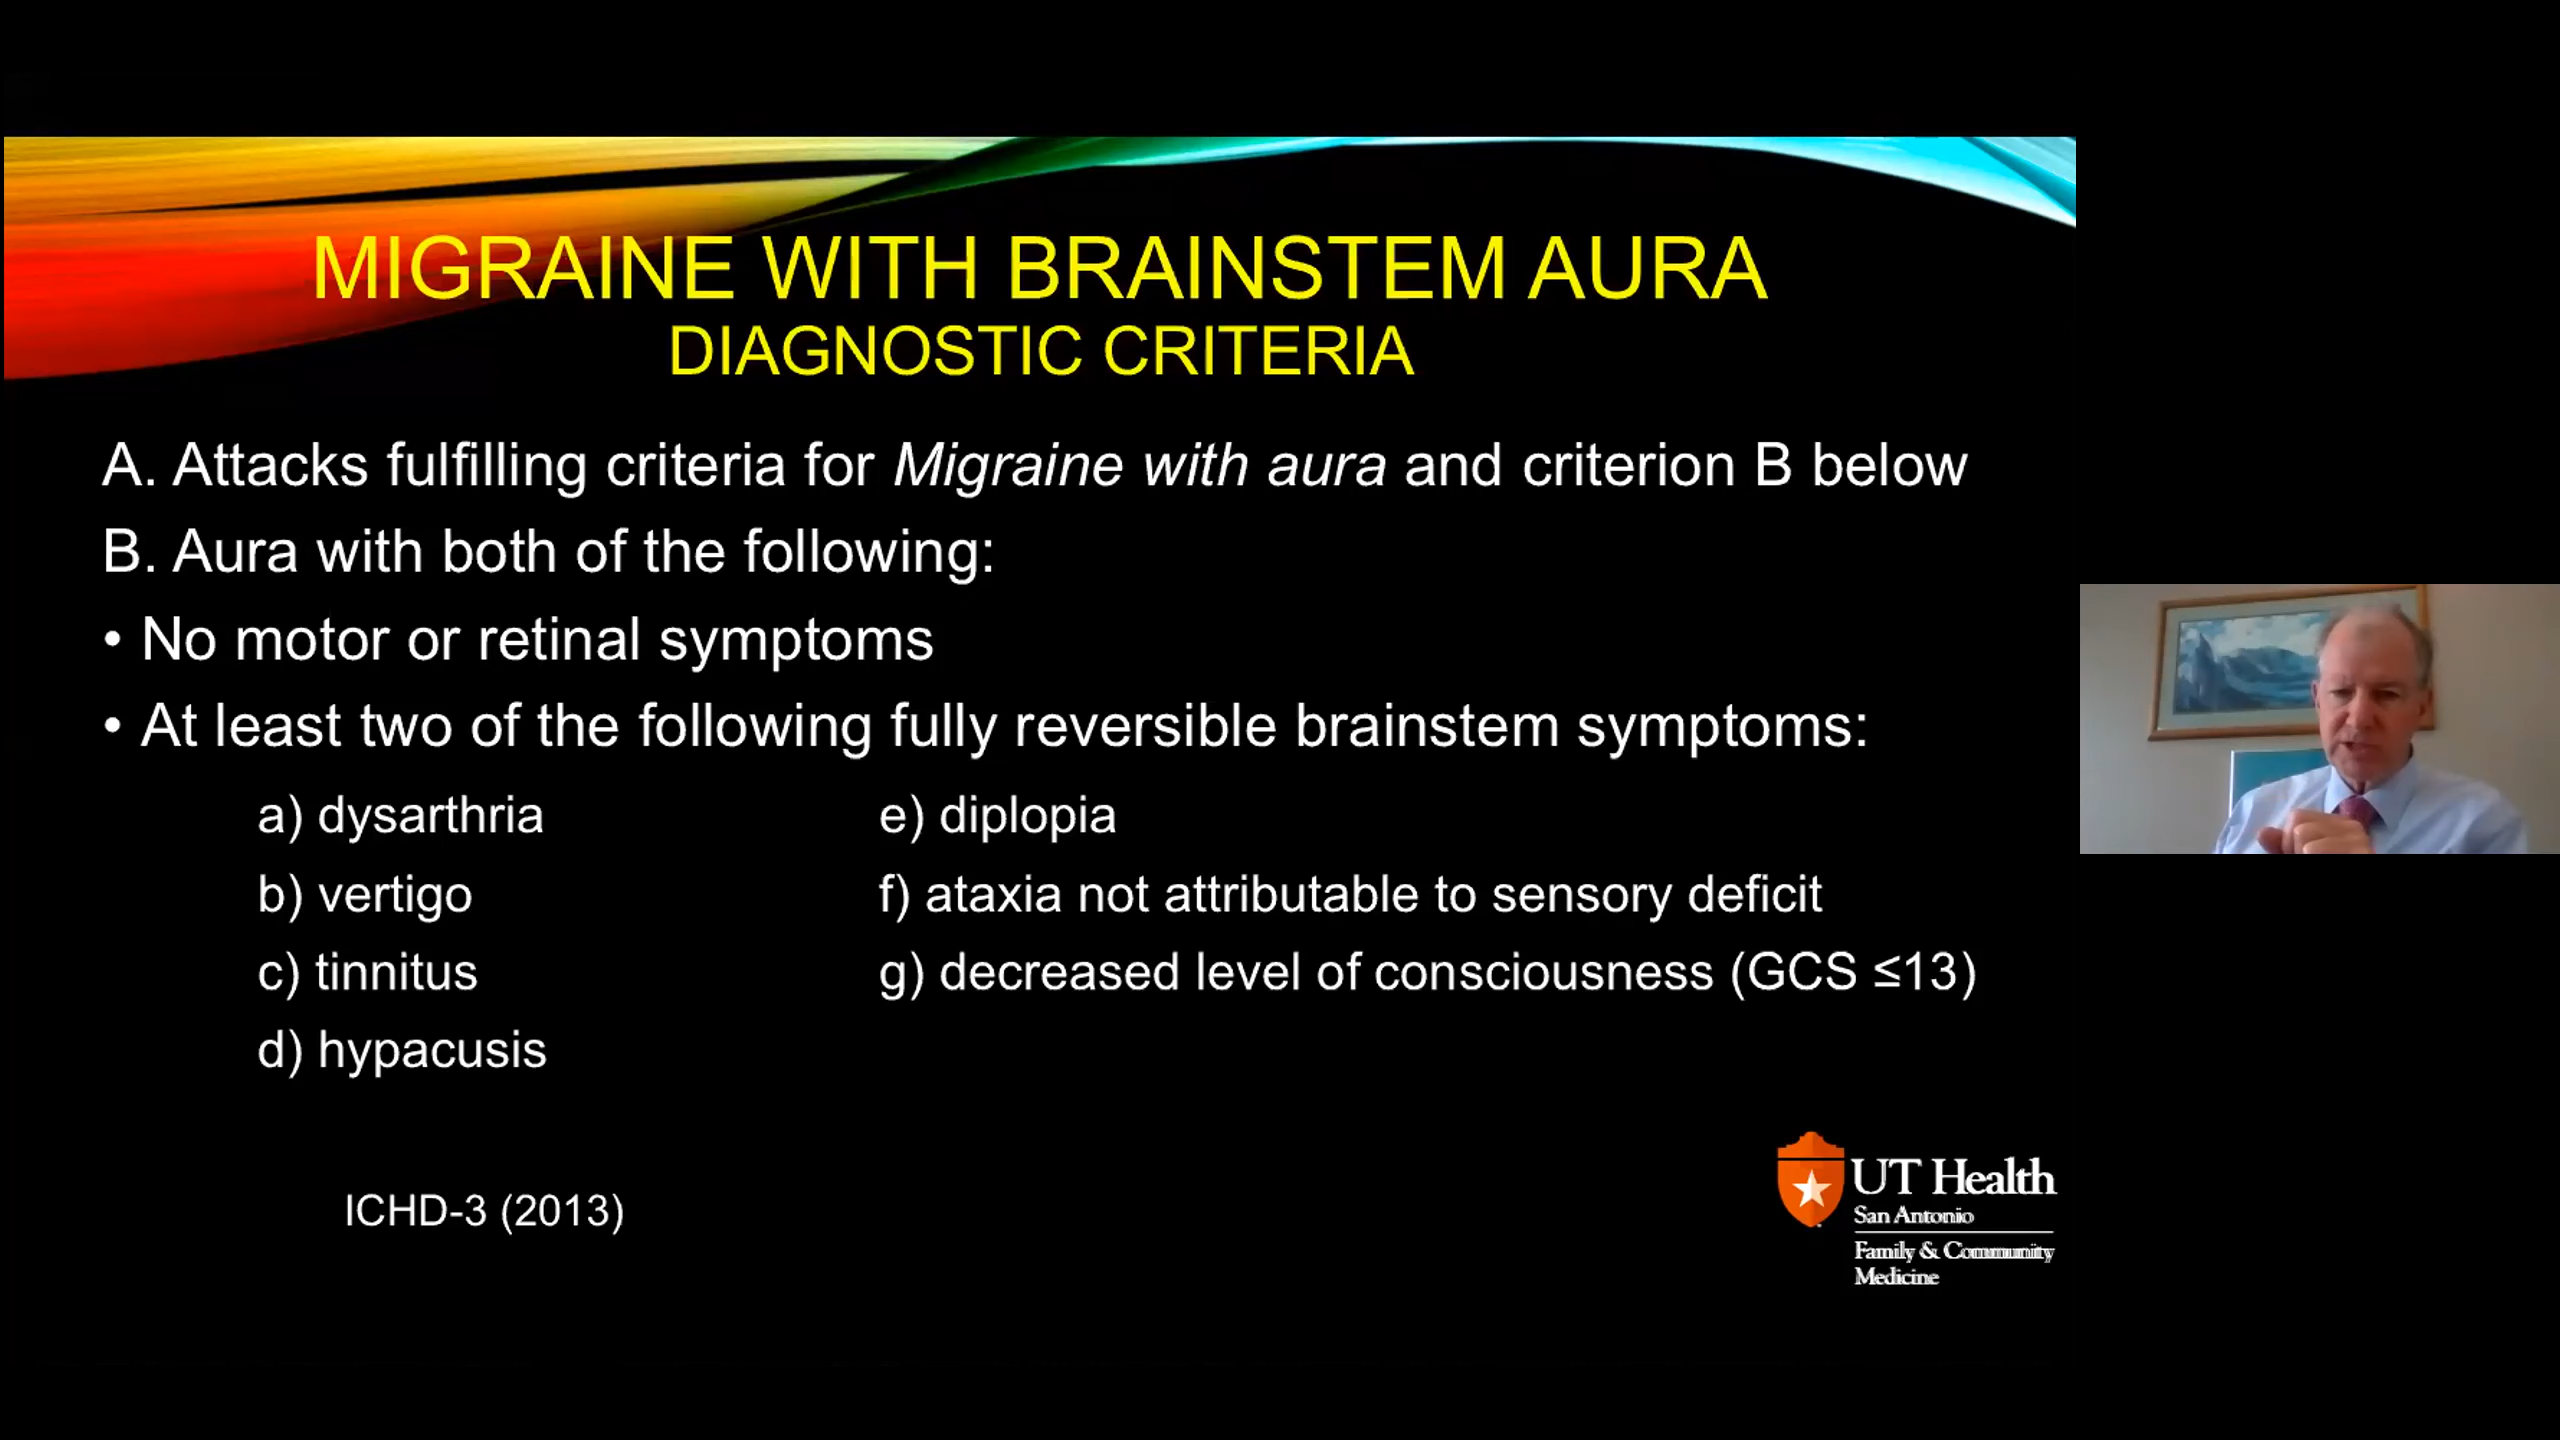 MIGRAINE WITH BRAINSTEM AURA
DIAGNOSTIC CRITERIA
A. Attacks fulfilling criteria for Migraine with aura and criterion B below
B. Aura with both of the following:
• No motor or retinal symptoms
• At least two of the following fully reversible brainstem symptoms:
a) dysarthria
b) vertigo
c) tinnitus
d) hypacusis
e) diplopia
f) ataxia not attributable to sensory deficit
g) decreased level of consciousness (GCS ≤13)
ICHD-3 (2013)
UT Health
San Antonio
Family & Community
Medicine